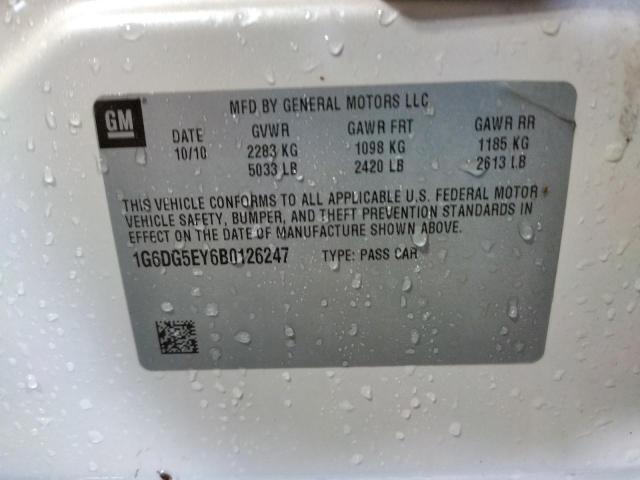 GM
MFD BY GENERAL MOTORS LLC
DATE GVWR GAWR FRT GAWR RR
10/10 2283 KG 1098 KG 1185 KG
5033 LB 2420 LB 2613 LB
THIS VEHICLE CONFORMS TO ALL APPLICABLE U.S. FEDERAL MOTOR
VEHICLE SAFETY, BUMPER, AND THEFT PREVENTION STANDARDS IN
EFFECT ON THE DATE OF MANUFACTURE SHOWN ABOVE.
1G6DG5EY6B0126247 TYPE: PASS CAR